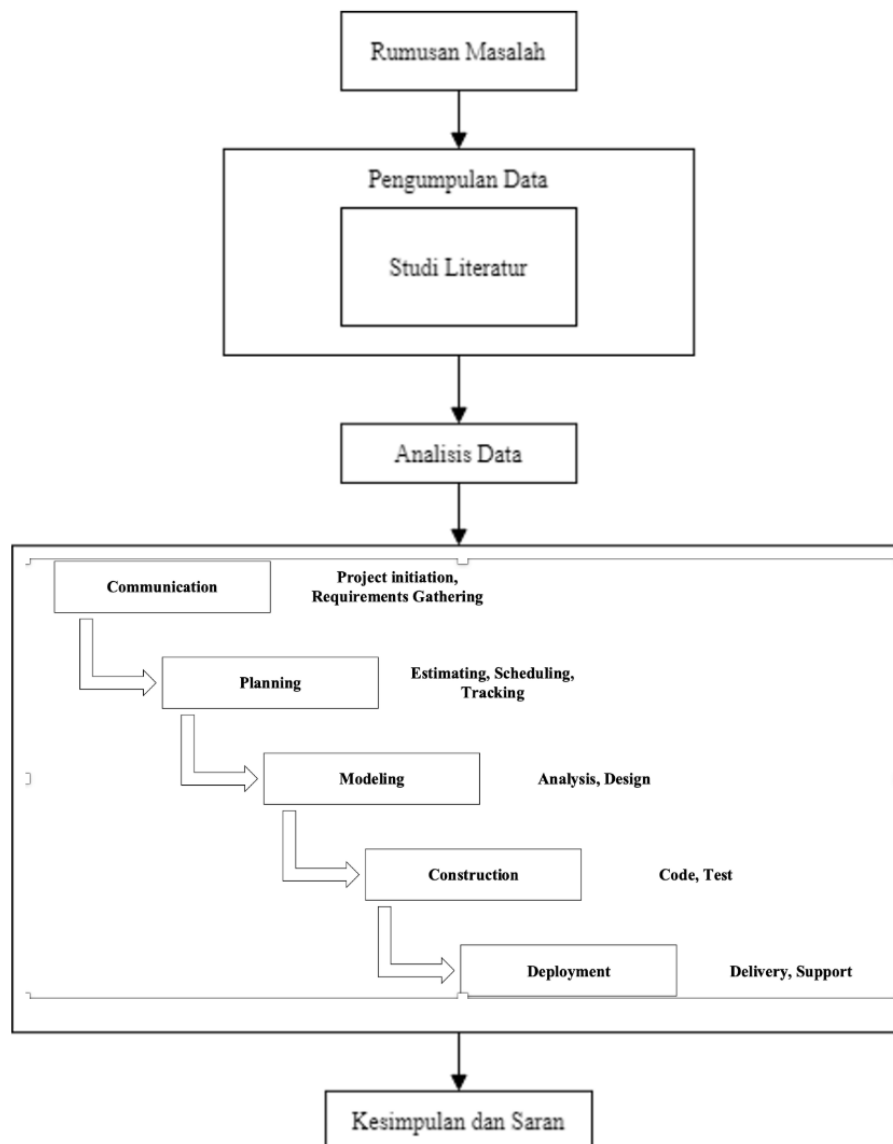 Rumusan Masalah
Pengumpulan Data
Studi Literatur
Analisis Data
Communication
Project initiation,
Requirements Gathering
Planning
Estimating, Scheduling,
Tracking
Modeling
Analysis, Design
Construction
Code, Test
Deployment
Delivery, Support
Kesimpulan dan Saran